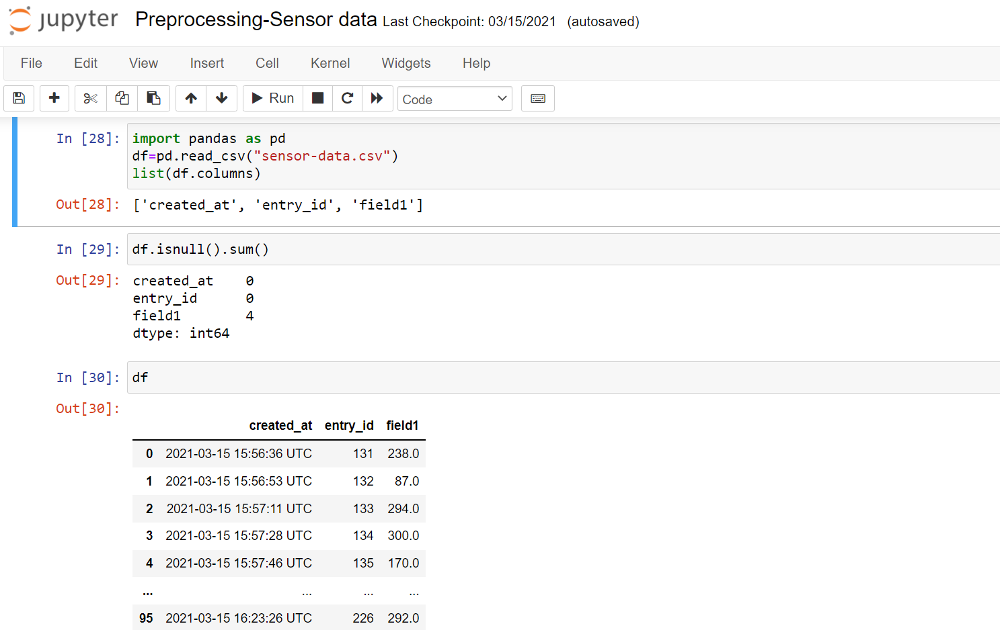 jupyter Preprocessing-Sensor data Last Checkpoint: 03/15/2021 (autosaved)
File Edit View Insert Cell Kernel Widgets Help
Run Code
In [28]: import pandas as pd
df=pd.read_csv("sensor-data.csv")
list(df.columns)
Out[28]: ['created_at', 'entry_id', 'field1']
In [29]: df.isnull().sum()
Out[29]: created_at 0
entry_id 0
field1 4
dtype: int64
In [30]: df
Out[30]:
created_at entry_id field1
0 2021-03-15 15:56:36 UTC 131 238.0
1 2021-03-15 15:56:53 UTC 132 87.0
2 2021-03-15 15:57:11 UTC 133 294.0
3 2021-03-15 15:57:28 UTC 134 300.0
4 2021-03-15 15:57:46 UTC 135 170.0
... ... ... ...
95 2021-03-15 16:23:26 UTC 226 292.0